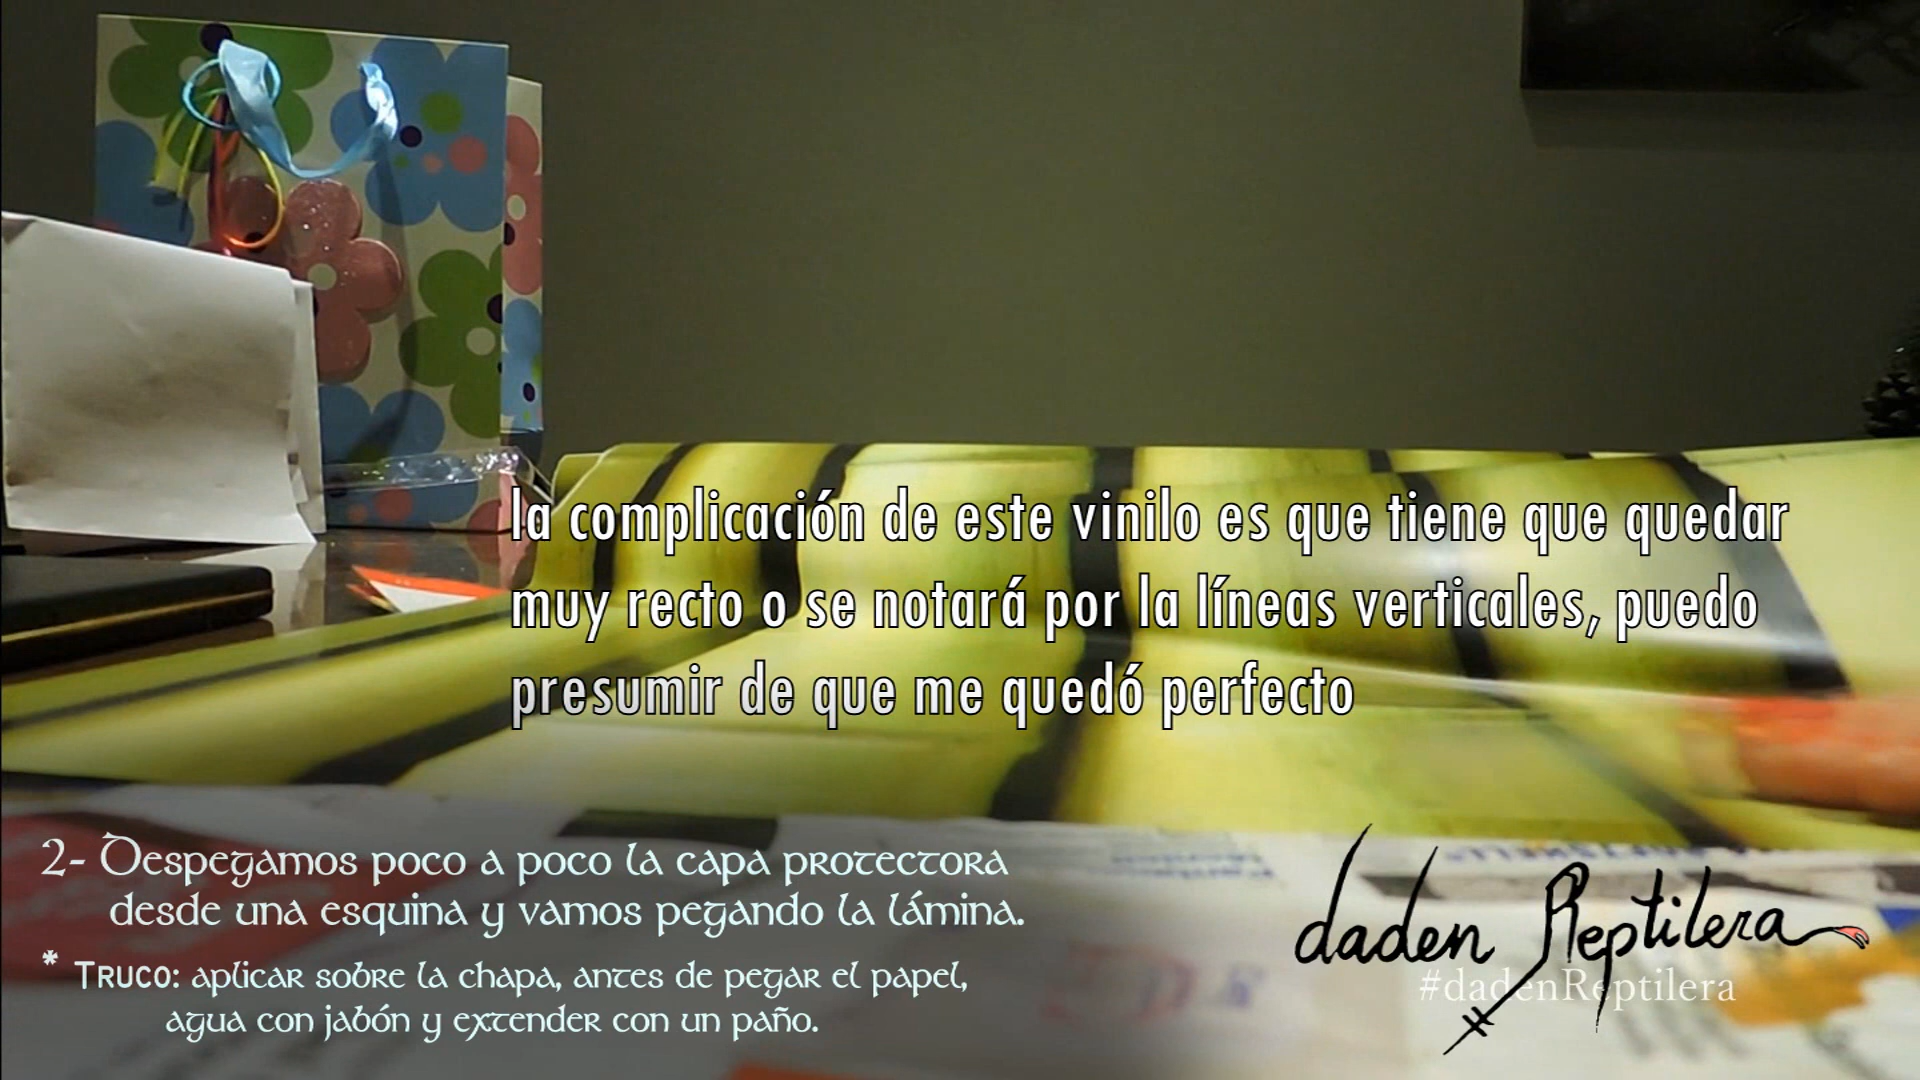 la complicación de este vinilo es que tiene que quedar
muy recto o se notará por la líneas verticales, puedo
presumir de que me quedó perfecto
2- Despegamos poco a poco la capa protectora
desde una esquina y vamos pegando la lámina.
* Truco: aplicar sobre la chapa, antes de pegar el papel,
agua con jabón y extender con un paño.
daden Reptilera
#dadenReptilera